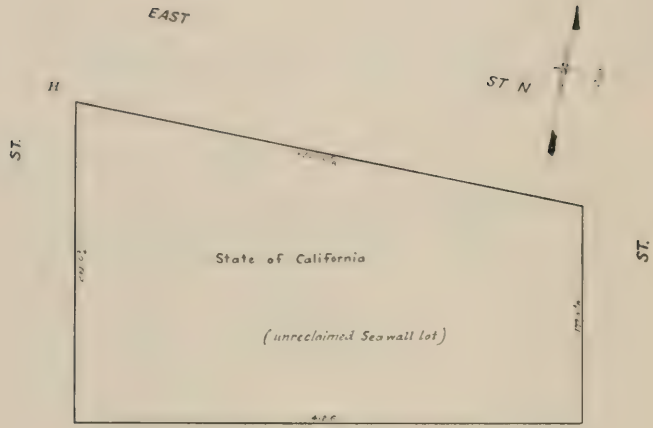 EAST
ST N
H
ST.
State of California
ST.
(unreclaimed Seawall lot)